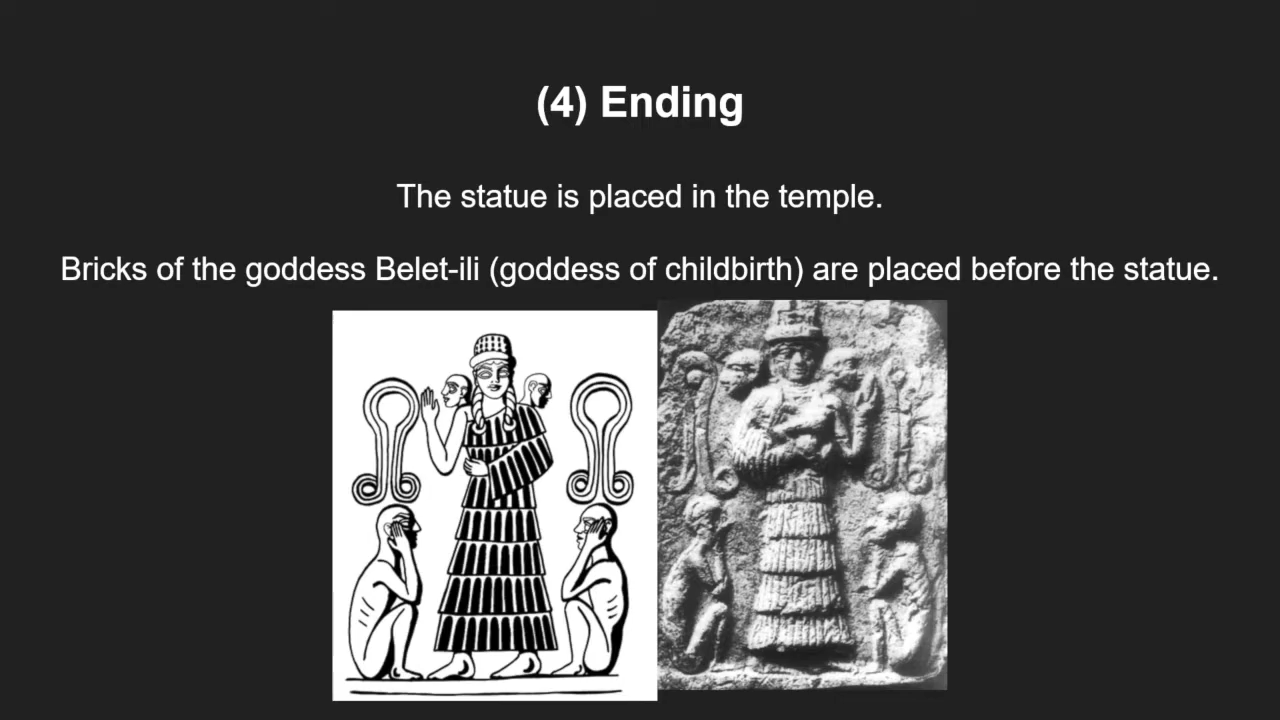 (4) Ending
The statue is placed in the temple.
Bricks of the goddess Belet-ili (goddess of childbirth) are placed before the statue.